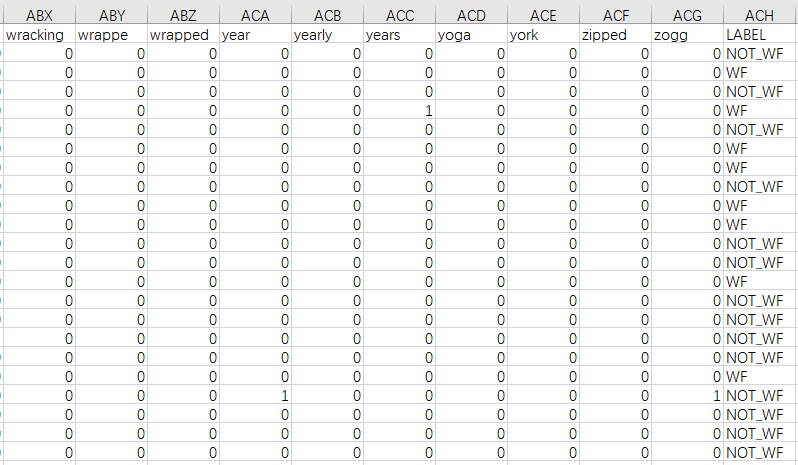 ABX ABY ABZ ACA ACB ACC ACD ACE ACF ACG ACH
wracking wrappe wrapped year yearly years yoga york zipped zogg LABEL
0 0 0 0 0 0 0 0 0 0 NOT_WF
0 0 0 0 0 0 0 0 0 0 WF
0 0 0 0 0 0 0 0 0 0 NOT_WF
0 0 0 0 0 1 0 0 0 0 WF
0 0 0 0 0 0 0 0 0 0 NOT_WF
0 0 0 0 0 0 0 0 0 0 WF
0 0 0 0 0 0 0 0 0 0 WF
0 0 0 0 0 0 0 0 0 0 NOT_WF
0 0 0 0 0 0 0 0 0 0 WF
0 0 0 0 0 0 0 0 0 0 WF
0 0 0 0 0 0 0 0 0 0 NOT_WF
0 0 0 0 0 0 0 0 0 0 NOT_WF
0 0 0 0 0 0 0 0 0 0 WF
0 0 0 0 0 0 0 0 0 0 NOT_WF
0 0 0 0 0 0 0 0 0 0 NOT_WF
0 0 0 0 0 0 0 0 0 0 NOT_WF
0 0 0 0 0 0 0 0 0 0 NOT_WF
0 0 0 0 0 0 0 0 0 0 WF
0 0 0 1 0 0 0 0 0 1 NOT_WF
0 0 0 0 0 0 0 0 0 0 NOT_WF
0 0 0 0 0 0 0 0 0 0 NOT_WF
0 0 0 0 0 0 0 0 0 0 NOT_WF